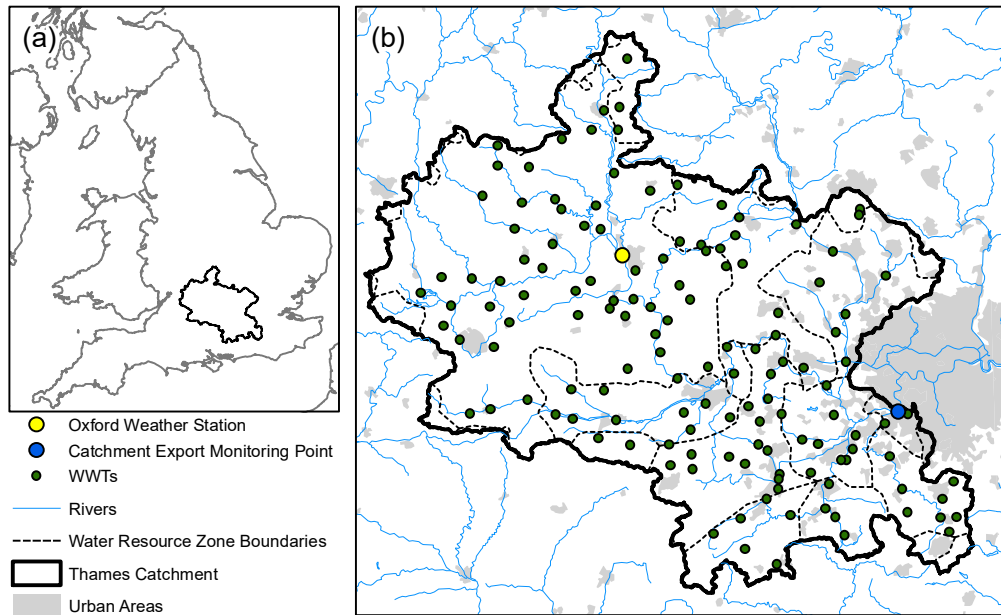 (a)
(b)
Oxford Weather Station
Catchment Export Monitoring Point
WWTs
Rivers
Water Resource Zone Boundaries
Thames Catchment
Urban Areas